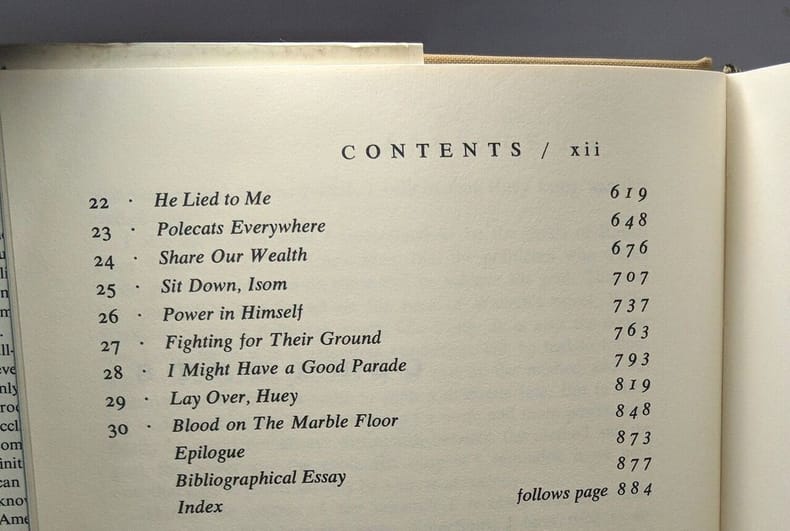 CONTENTS / xii
22 · He Lied to Me 619
23 · Polecats Everywhere 648
24 · Share Our Wealth 676
25 · Sit Down, Isom 707
26 · Power in Himself 737
27 · Fighting for Their Ground 763
28 · I Might Have a Good Parade 793
29 · Lay Over, Huey 819
30 · Blood on The Marble Floor 848
Epilogue 873
Bibliographical Essay 877
Index follows page 884